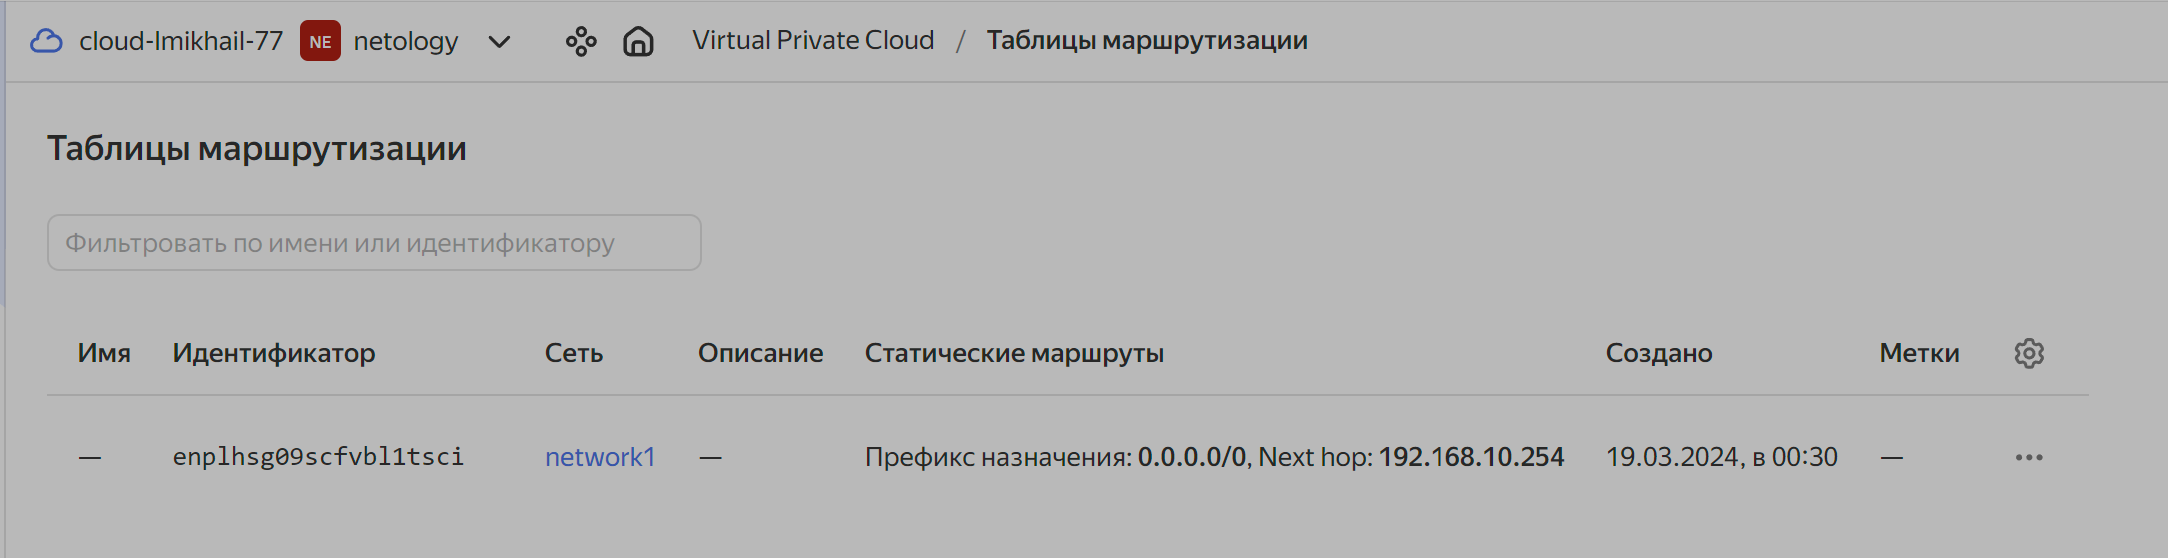 cloud-lmikhail-77 NE netology Virtual Private Cloud / Таблицы маршрутизации
Таблицы маршрутизации
Фильтровать по имени или идентификатору
Имя Идентификатор Сеть Описание Статические маршруты Создано Метки
— enplhsg09scfvbl1tsci network1 — Префикс назначения: 0.0.0.0/0, Next hop: 192.168.10.254 19.03.2024, в 00:30 —